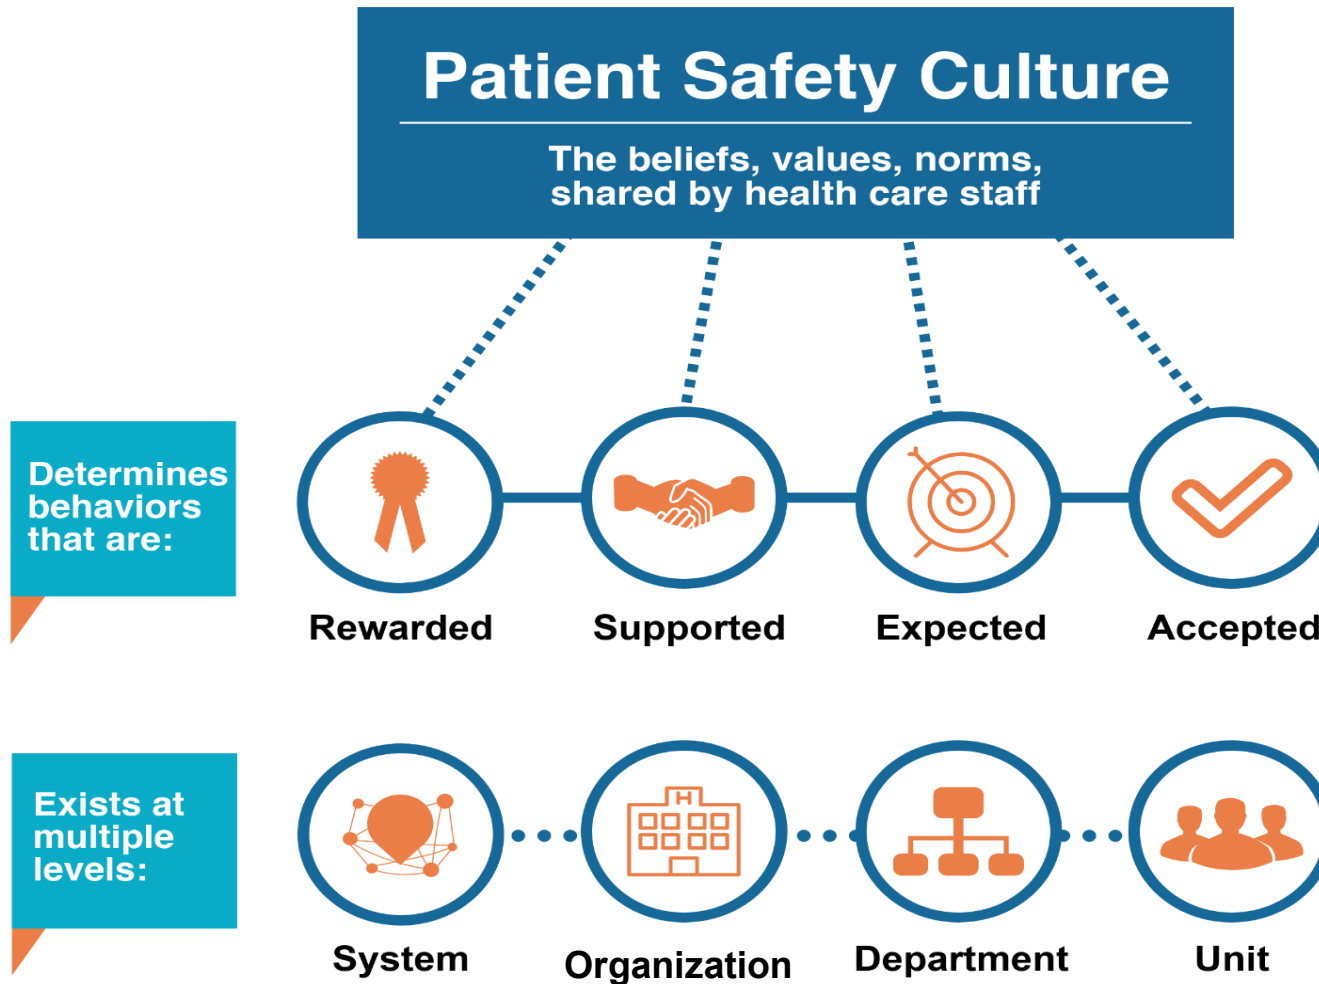 Patient Safety Culture
The beliefs, values, norms,
shared by health care staff
Determines
behaviors
that are:
Rewarded
Supported
Expected
Accepted
Exists at
multiple
levels:
H
System
Organization
Department
Unit